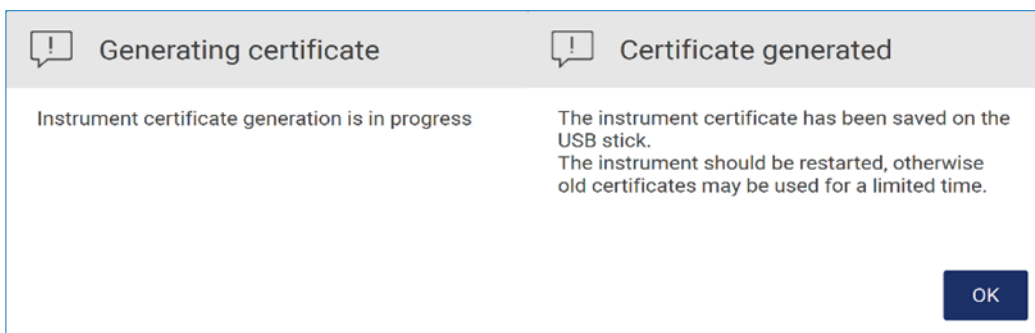 Generating certificate
Instrument certificate generation is in progress
Certificate generated
The instrument certificate has been saved on the
USB stick.
The instrument should be restarted, otherwise
old certificates may be used for a limited time.
OK